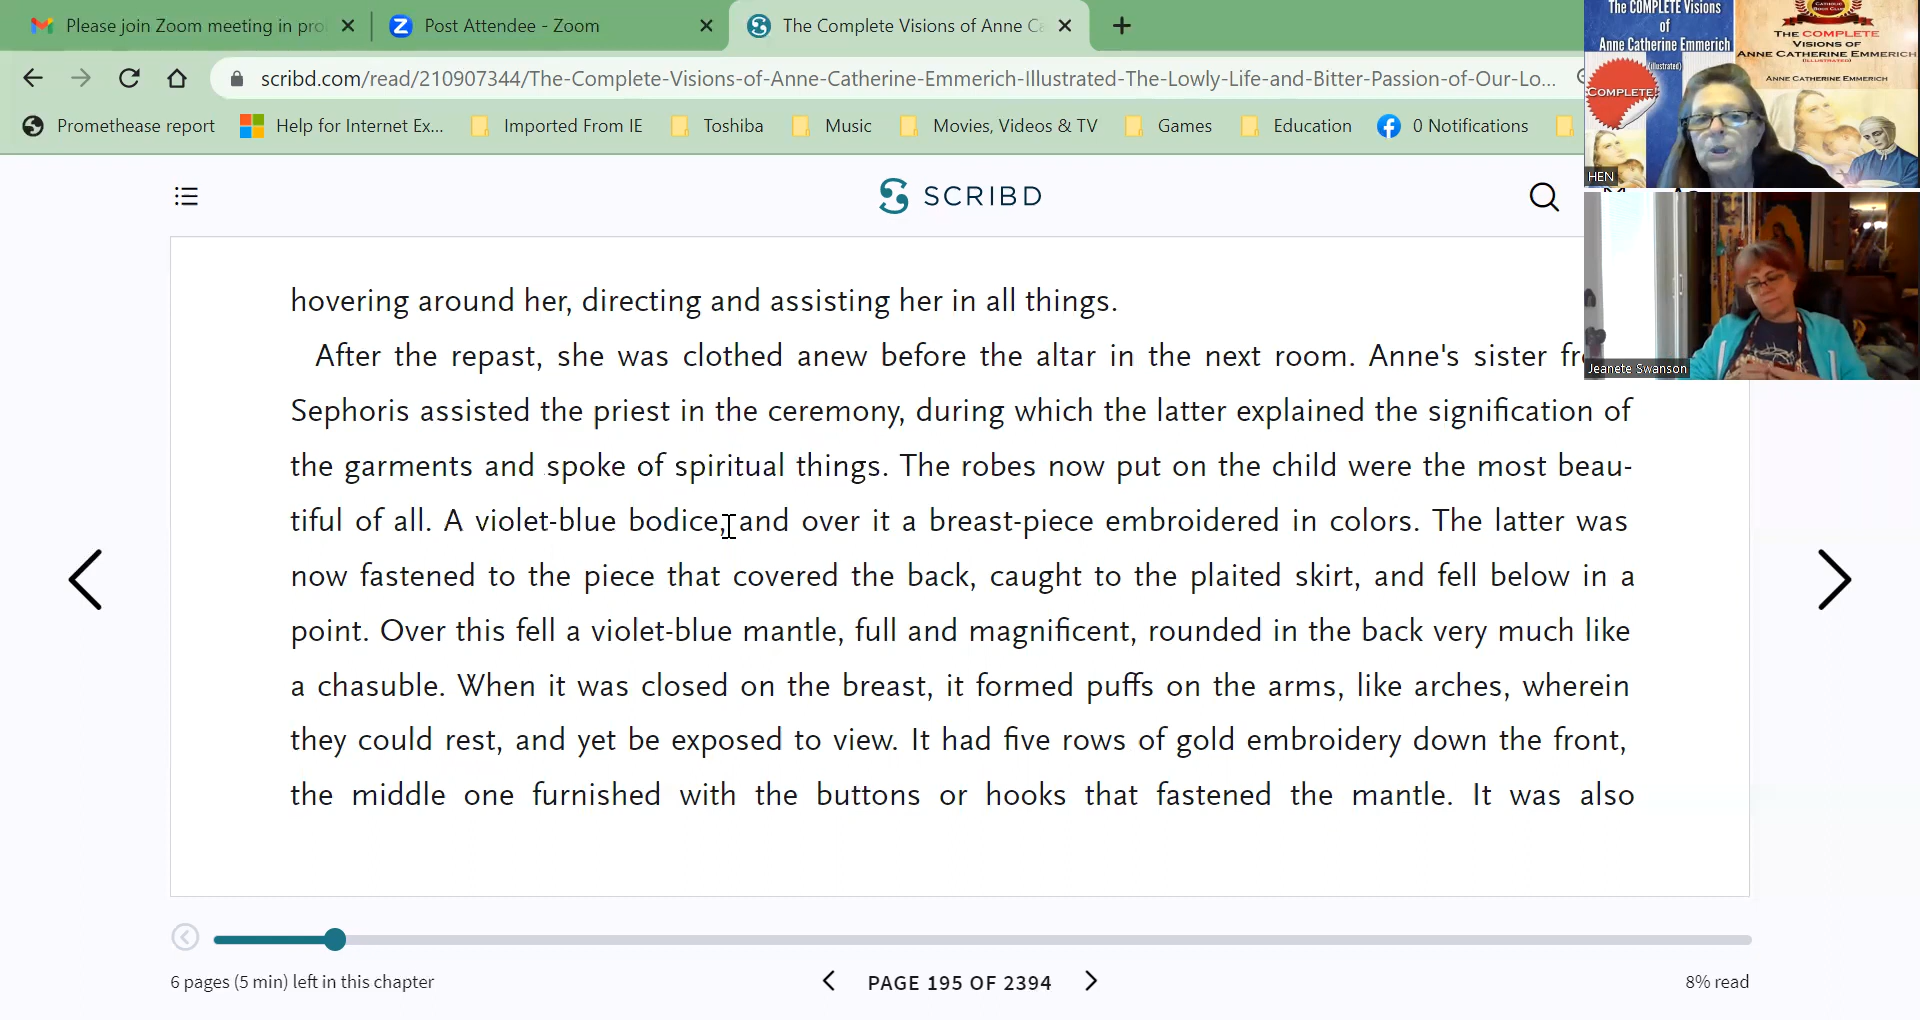 Please join Zoom meeting in pro
Post Attendee - Zoom
The Complete Visions of Anne Ca
scribd.com/read/210907344/The-Complete-Visions-of-Anne-Catherine-Emmerich-Illustrated-The-Lowly-Life-and-Bitter-Passion-of-Our-Lo...
Promethease report
Help for Internet Ex...
Imported From IE
Toshiba
Music
Movies, Videos & TV
Games
Education
0 Notifications
The COMPLETE Visions
of
Anne Catherine Emmerich
(Illustrated)
COMPLETE!
CATHOLIC
BOOK CLUB
THE COMPLETE
VISIONS OF
ANNE CATHERINE EMMERICH
(ILLUSTRATED)
ANNE CATHERINE EMMERICH
HEN
Jeanete Swanson
SCRIBD
hovering around her, directing and assisting her in all things.
After the repast, she was clothed anew before the altar in the next room. Anne's sister
Sephoris assisted the priest in the ceremony, during which the latter explained the signification of
the garments and spoke of spiritual things. The robes now put on the child were the most beau-
tiful of all. A violet-blue bodice, and over it a breast-piece embroidered in colors. The latter was
now fastened to the piece that covered the back, caught to the plaited skirt, and fell below in a
point. Over this fell a violet-blue mantle, full and magnificent, rounded in the back very much like
a chasuble. When it was closed on the breast, it formed puffs on the arms, like arches, wherein
they could rest, and yet be exposed to view. It had five rows of gold embroidery down the front,
the middle one furnished with the buttons or hooks that fastened the mantle. It was also
6 pages (5 min) left in this chapter
PAGE 195 OF 2394
8% read